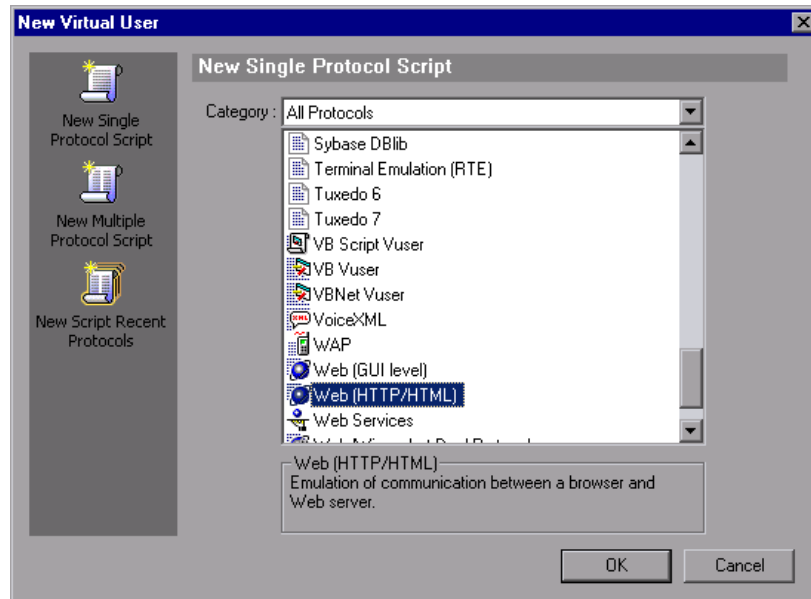 New Virtual User
New Single
Protocol Script
New Multiple
Protocol Script
New Script Recent
Protocols
New Single Protocol Script
Category :
All Protocols
Sybase DBlib
Terminal Emulation (RTE)
Tuxedo 6
Tuxedo 7
VB Script Vuser
VB Vuser
VBNet Vuser
VoiceXML
WAP
Web (GUI level)
Web (HTTP/HTML)
Web Services
Web (HTTP/HTML)
Emulation of communication between a browser and
Web server.
OK
Cancel